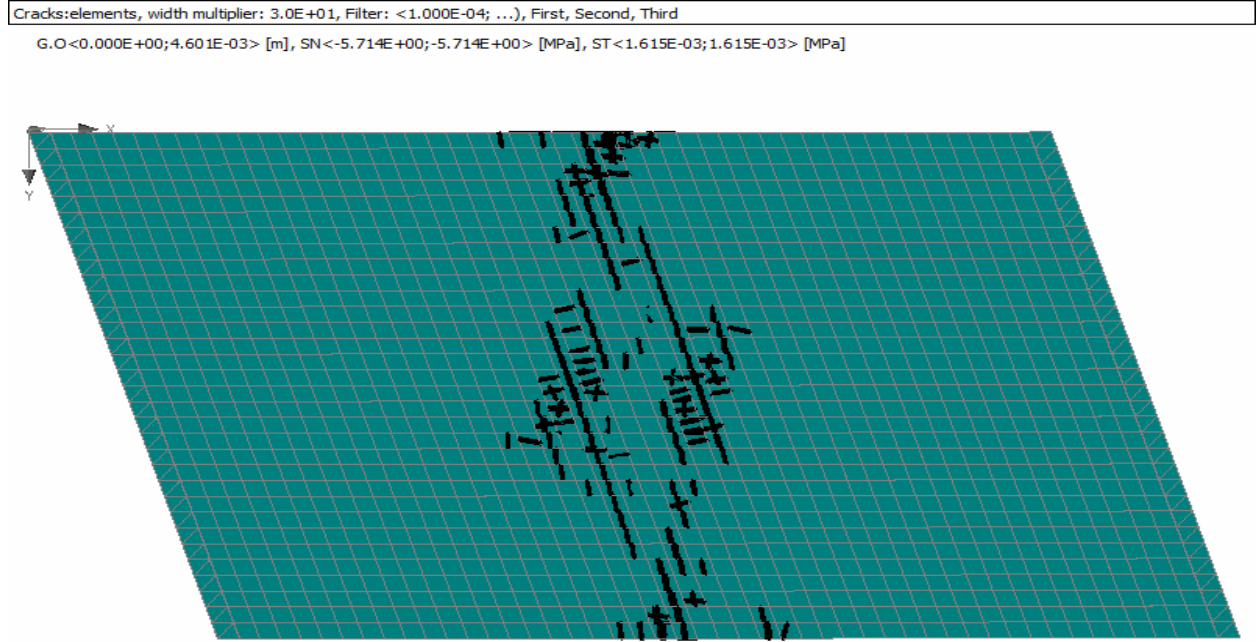 Cracks:elements, width multiplier: 3.0E+01, Filter: <1.000E-04; ...), First, Second, Third
G.O<0.000E+00;4.601E-03> [m], SN<-5.714E+00;-5.714E+00> [MPa], ST<1.615E-03;1.615E-03> [MPa]
X
Y